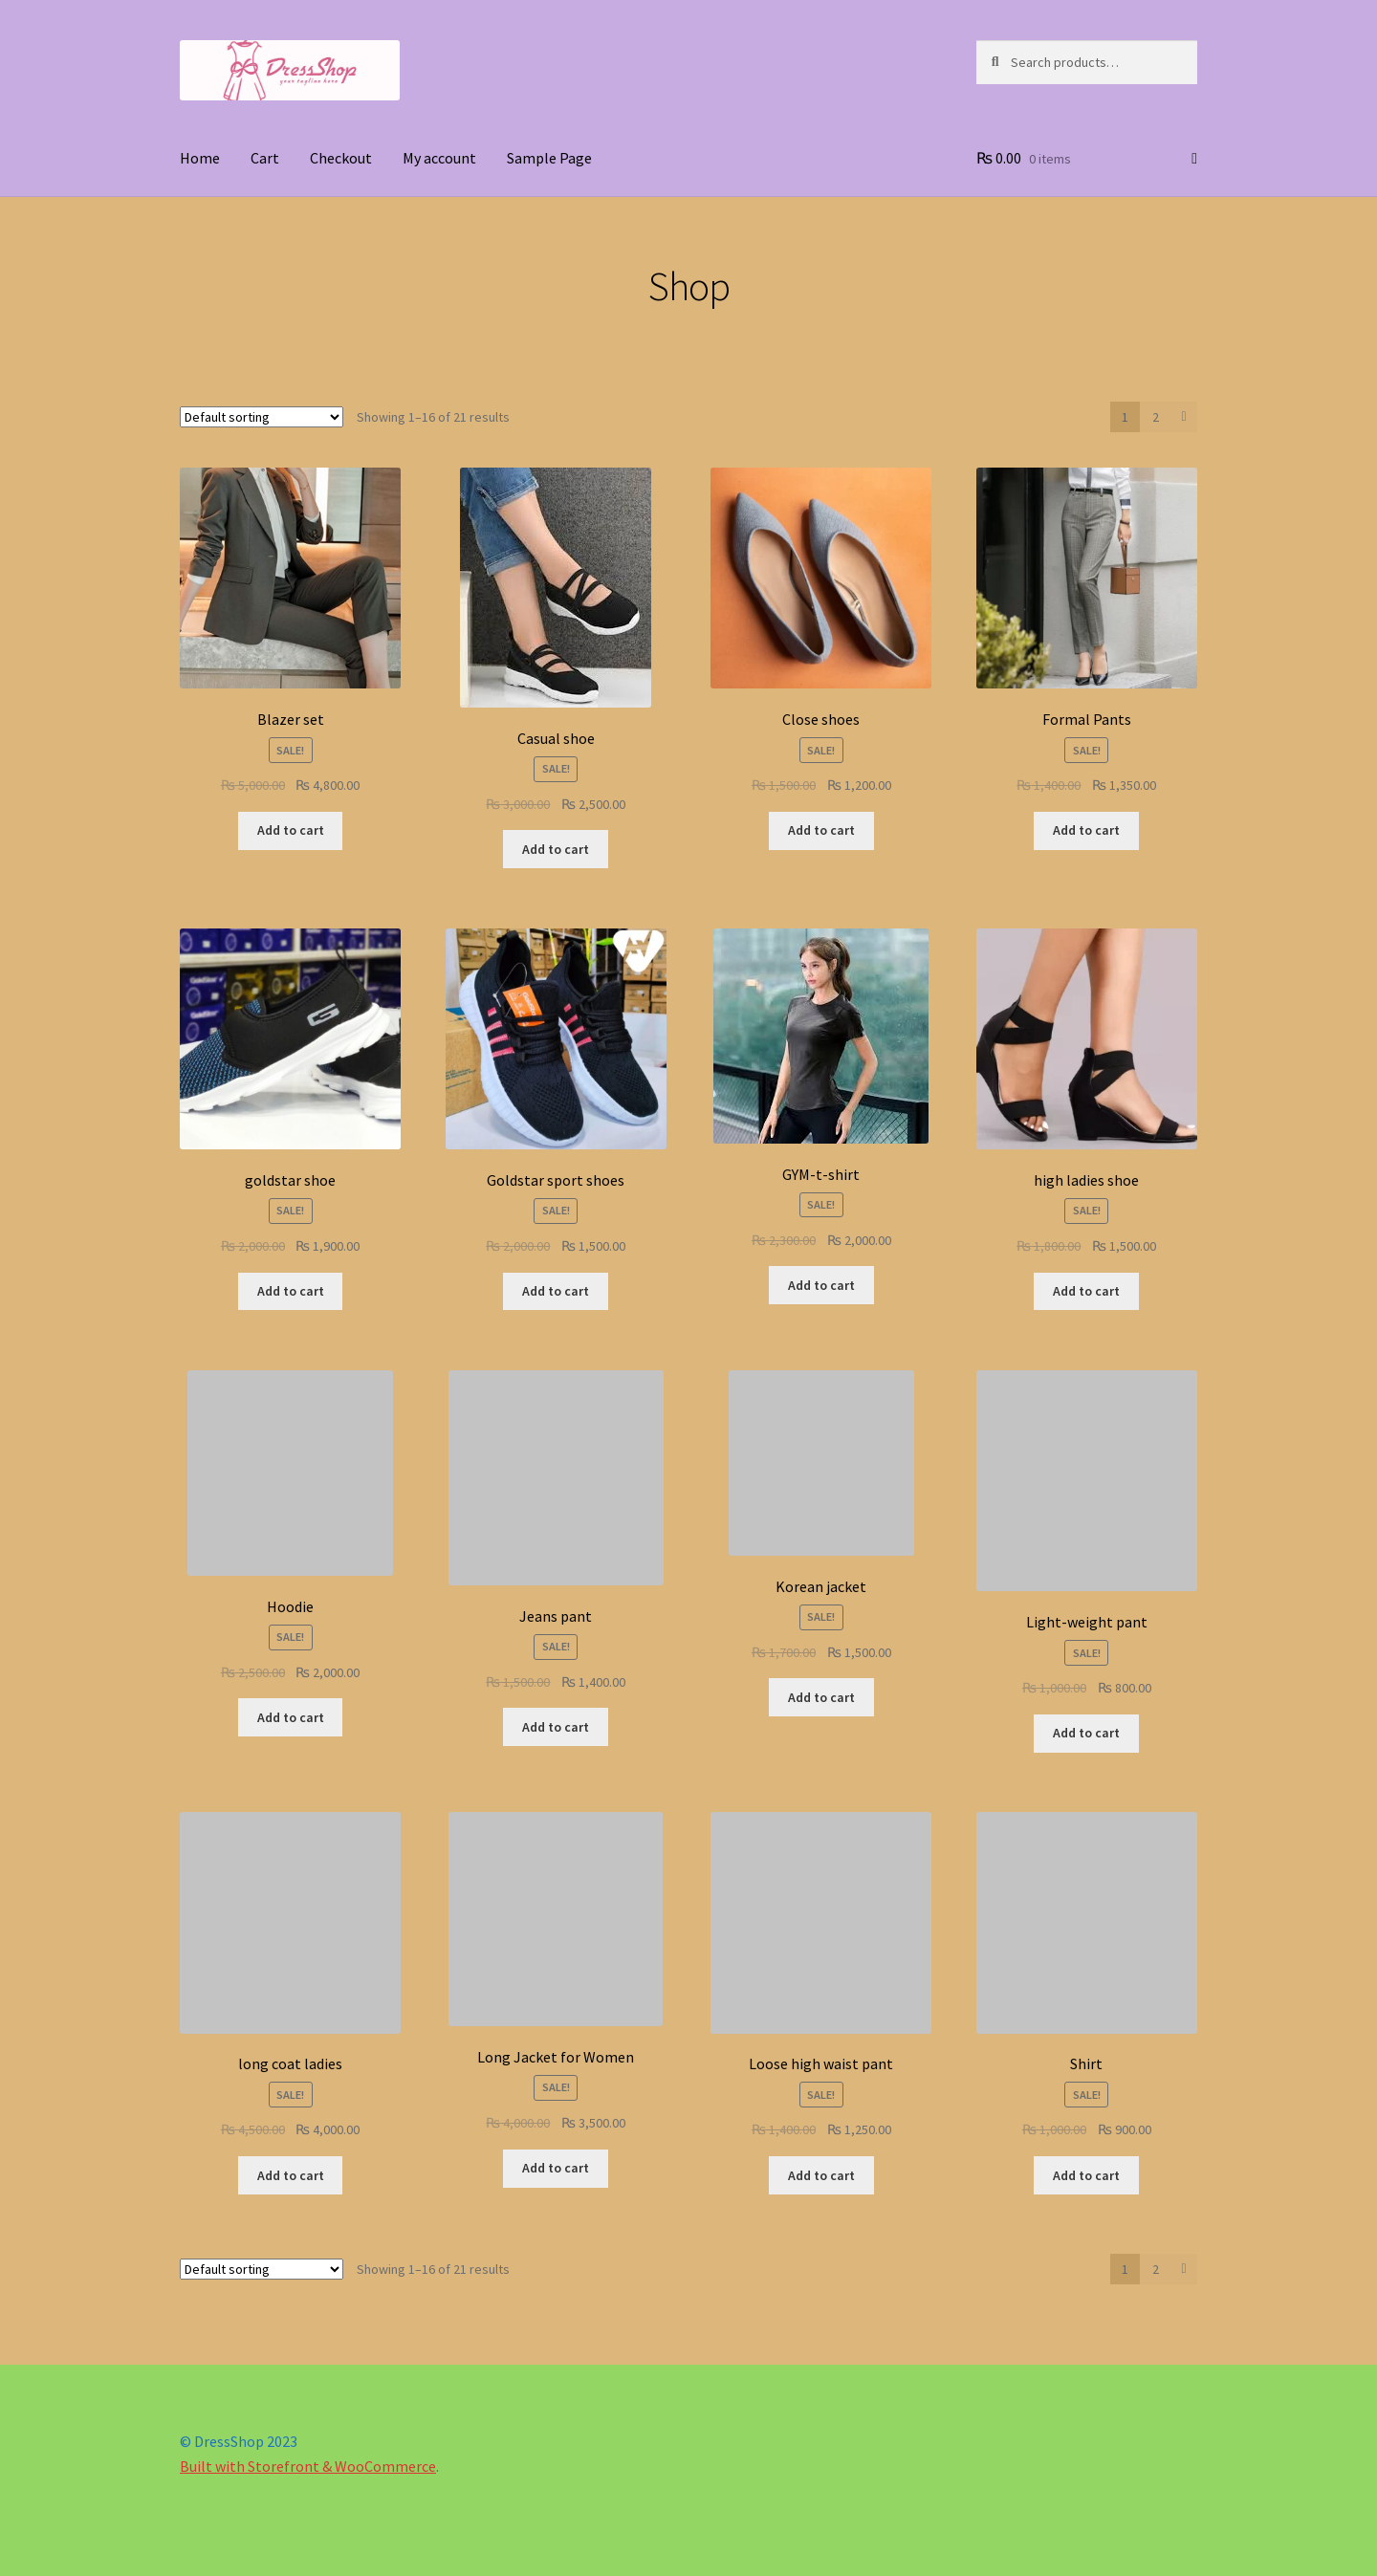 DressShop
your tagline here
Search products…
Home Cart Checkout My account Sample Page
₨ 0.00 0 items
Shop
Default sorting Showing 1–16 of 21 results
1 2
Blazer set
SALE!
₨ 5,000.00 ₨ 4,800.00
Add to cart
Casual shoe
SALE!
₨ 3,000.00 ₨ 2,500.00
Add to cart
Close shoes
SALE!
₨ 1,500.00 ₨ 1,200.00
Add to cart
Formal Pants
SALE!
₨ 1,400.00 ₨ 1,350.00
Add to cart
goldstar shoe
SALE!
₨ 2,000.00 ₨ 1,900.00
Add to cart
Goldstar sport shoes
SALE!
₨ 2,000.00 ₨ 1,500.00
Add to cart
GYM-t-shirt
SALE!
₨ 2,300.00 ₨ 2,000.00
Add to cart
high ladies shoe
SALE!
₨ 1,800.00 ₨ 1,500.00
Add to cart
Hoodie
SALE!
₨ 2,500.00 ₨ 2,000.00
Add to cart
Jeans pant
SALE!
₨ 1,500.00 ₨ 1,400.00
Add to cart
Korean jacket
SALE!
₨ 1,700.00 ₨ 1,500.00
Add to cart
Light-weight pant
SALE!
₨ 1,000.00 ₨ 800.00
Add to cart
long coat ladies
SALE!
₨ 4,500.00 ₨ 4,000.00
Add to cart
Long Jacket for Women
SALE!
₨ 4,000.00 ₨ 3,500.00
Add to cart
Loose high waist pant
SALE!
₨ 1,400.00 ₨ 1,250.00
Add to cart
Shirt
SALE!
₨ 1,000.00 ₨ 900.00
Add to cart
Default sorting Showing 1–16 of 21 results
1 2
© DressShop 2023
Built with Storefront & WooCommerce.